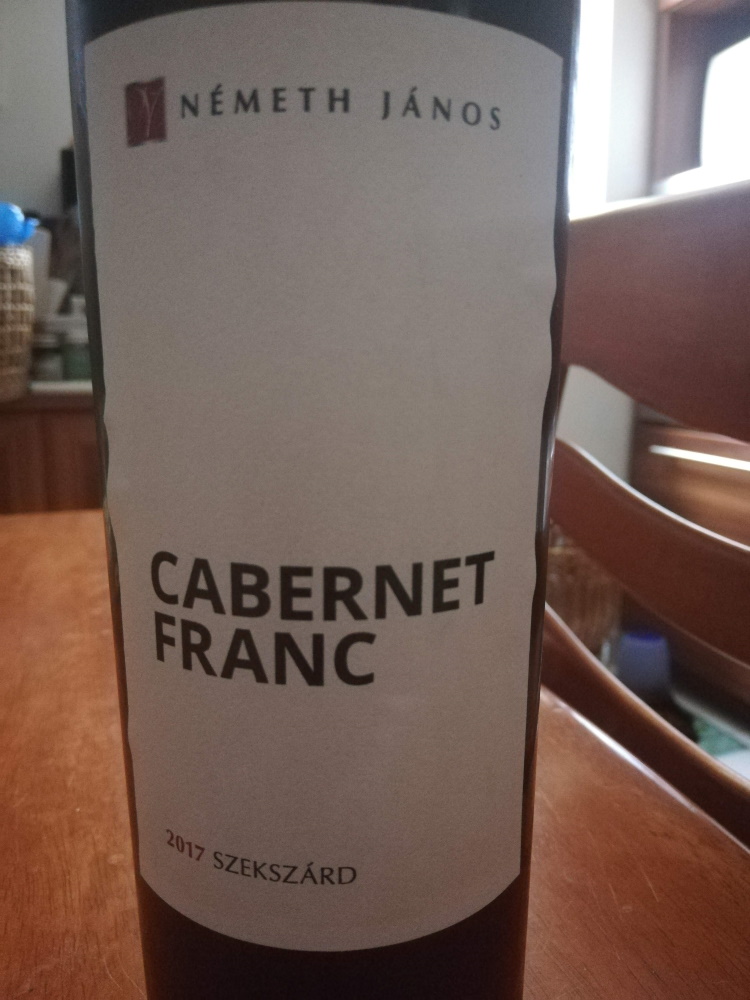 NÉMETH JÁNOS
CABERNET
FRANC
2017 SZEKSZÁRD